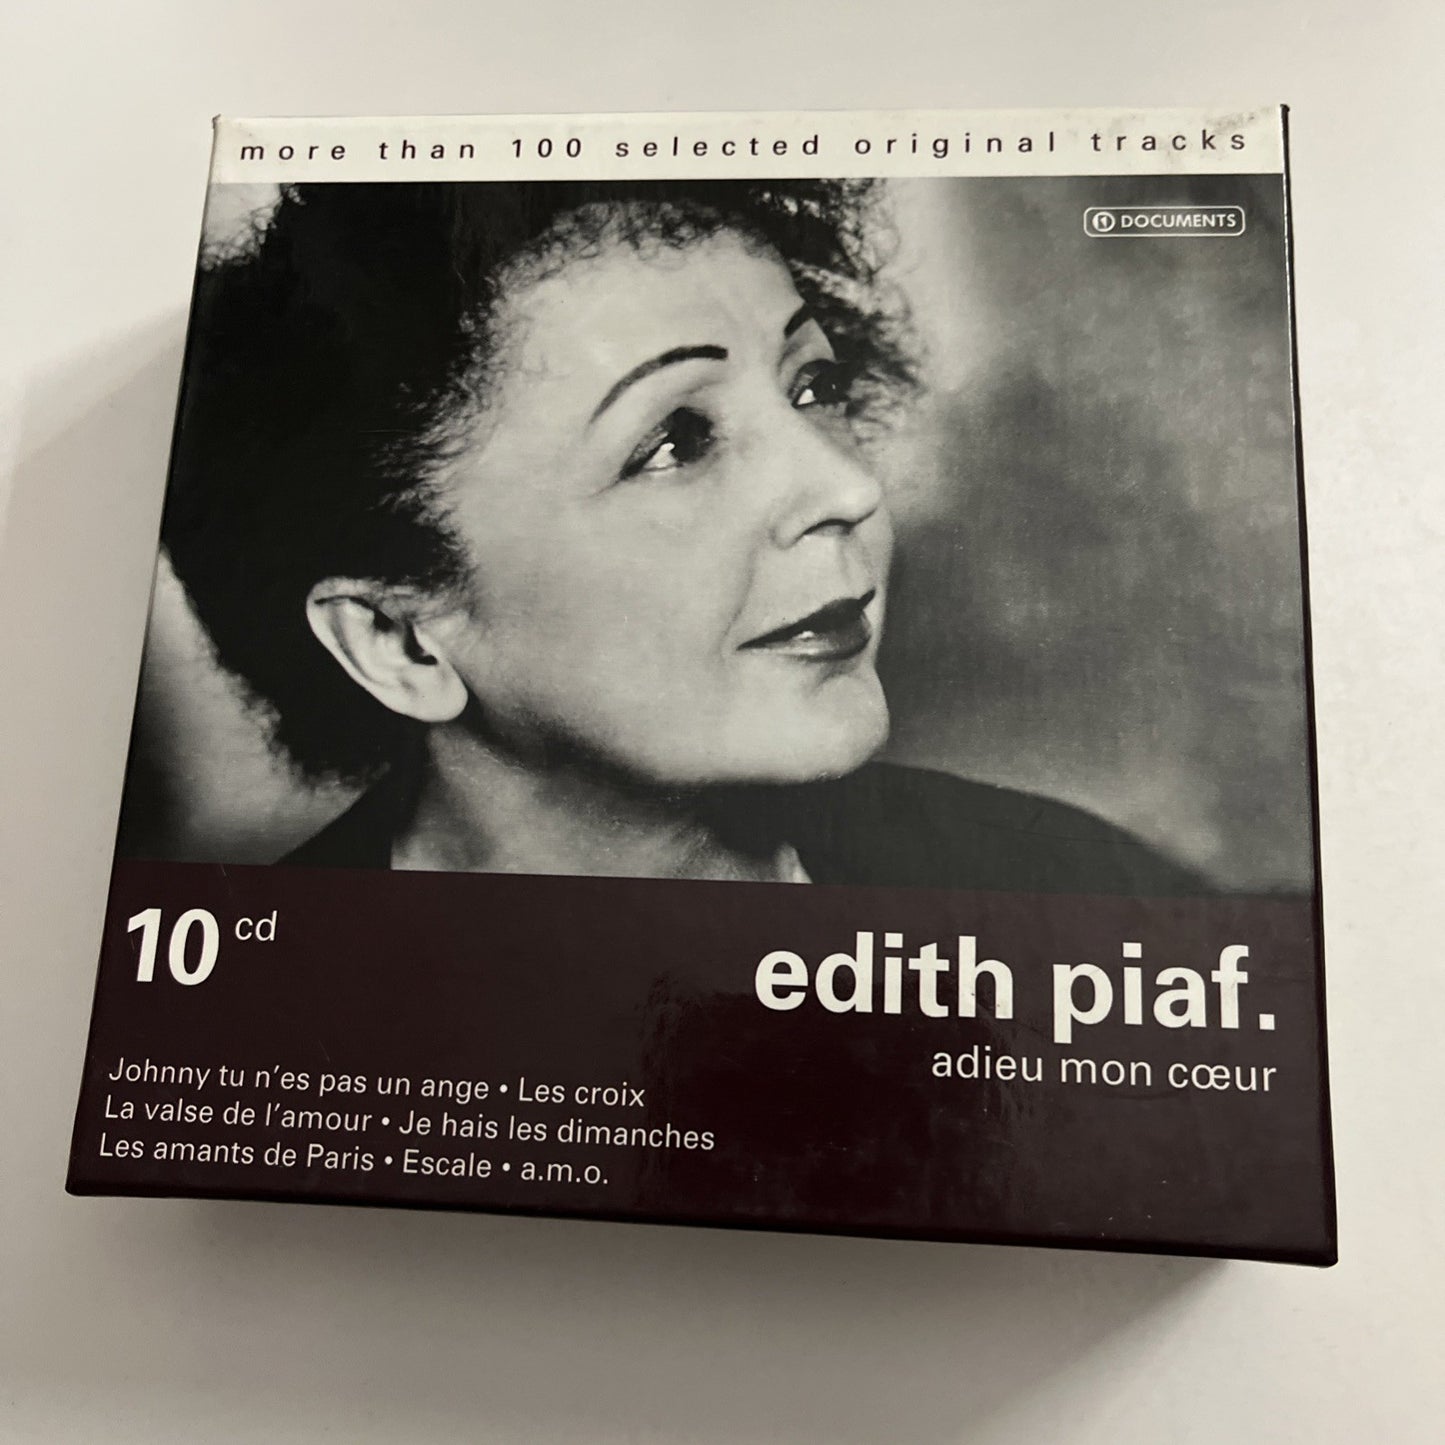 more than 100 selected original tracks
1 DOCUMENTS
10 cd
edith piaf.
adieu mon cœur
Johnny tu n'es pas un ange • Les croix
La valse de l'amour • Je hais les dimanches
Les amants de Paris • Escale • a.m.o.